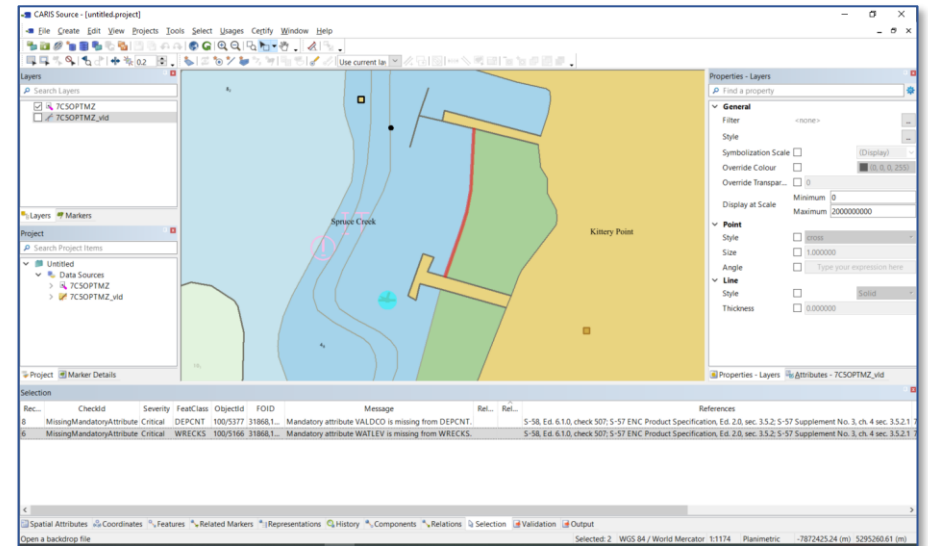 CARIS Source - [untitled.project]
File Create Edit View Projects Tools Select Usages Certify Window Help
0.2 Use current lay
Layers
Search Layers
7C5OPTMZ
7C5OPTMZ_vld
Layers Markers
Project
Search Project Items
Untitled
Data Sources
7C5OPTMZ
7C5OPTMZ_vld
Project Marker Details
Spruce Creek
Kittery Point
Properties - Layers
Find a property
General
Filter <none>
Style
Symbolization Scale (Display)
Override Colour (0, 0, 0, 255)
Override Transpar... 0
Display at Scale
Minimum 0
Maximum 2000000000
Point
Style cross
Size 1.000000
Angle Type your expression here
Line
Style Solid
Thickness 0.000000
Properties - Layers Attributes - 7C5OPTMZ_vld
Selection
Rec... CheckId Severity FeatClass ObjectId FOID Message Rel... Rel... References
8 MissingMandatoryAttribute Critical DEPCNT 100/5377 31868,1... Mandatory attribute VALDCO is missing from DEPCNT. S-58, Ed. 6.1.0, check 507; S-57 ENC Product Specification, Ed. 2.0, sec. 3.5.2; S-57 Supplement No. 3, ch. 4 sec. 3.5.2.1 7
6 MissingMandatoryAttribute Critical WRECKS 100/5166 31868,1... Mandatory attribute WATLEV is missing from WRECKS. S-58, Ed. 6.1.0, check 507; S-57 ENC Product Specification, Ed. 2.0, sec. 3.5.2; S-57 Supplement No. 3, ch. 4 sec. 3.5.2.1 7
Spatial Attributes Coordinates Features Related Markers Representations History Components Relations Selection Validation Output
Open a backdrop file Selected: 2 WGS 84 / World Mercator 1:1174 Planimetric -7872425.24 (m) 5295260.61 (m)